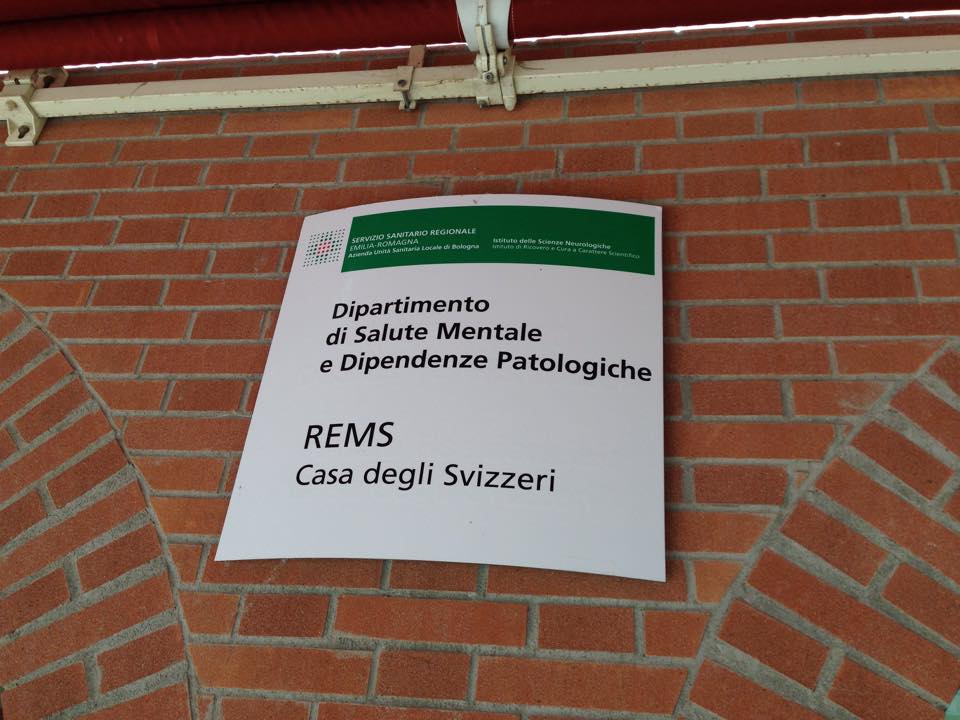 SERVIZIO SANITARIO REGIONALE
EMILIA-ROMAGNA
Azienda Unità Sanitaria Locale di Bologna
Istituto delle Scienze Neurologiche
Istituto di Ricovero e Cura a Carattere Scientifico
Dipartimento
di Salute Mentale
e Dipendenze Patologiche
REMS
Casa degli Svizzeri